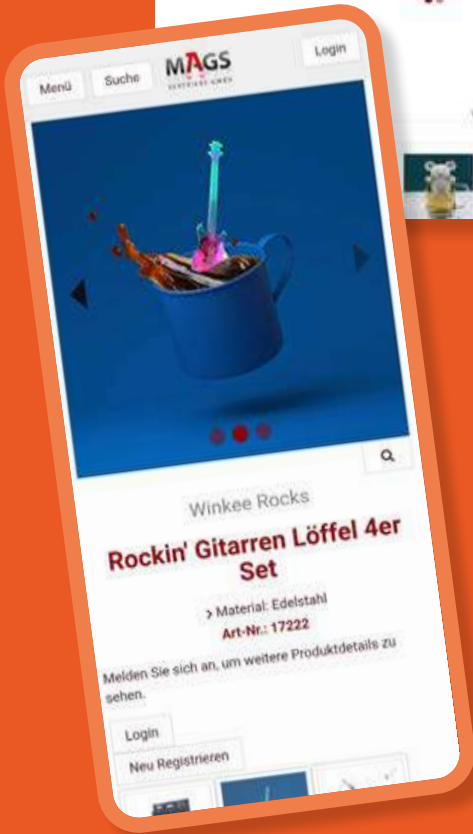 Menü
Suche
MAGS
VERTRIEBS GMBH
Login
Winkee Rocks
Rockin' Gitarren Löffel 4er
Set
> Material: Edelstahl
Art-Nr.: 17222
Melden Sie sich an, um weitere Produktdetails zu
sehen.
Login
Neu Registrieren